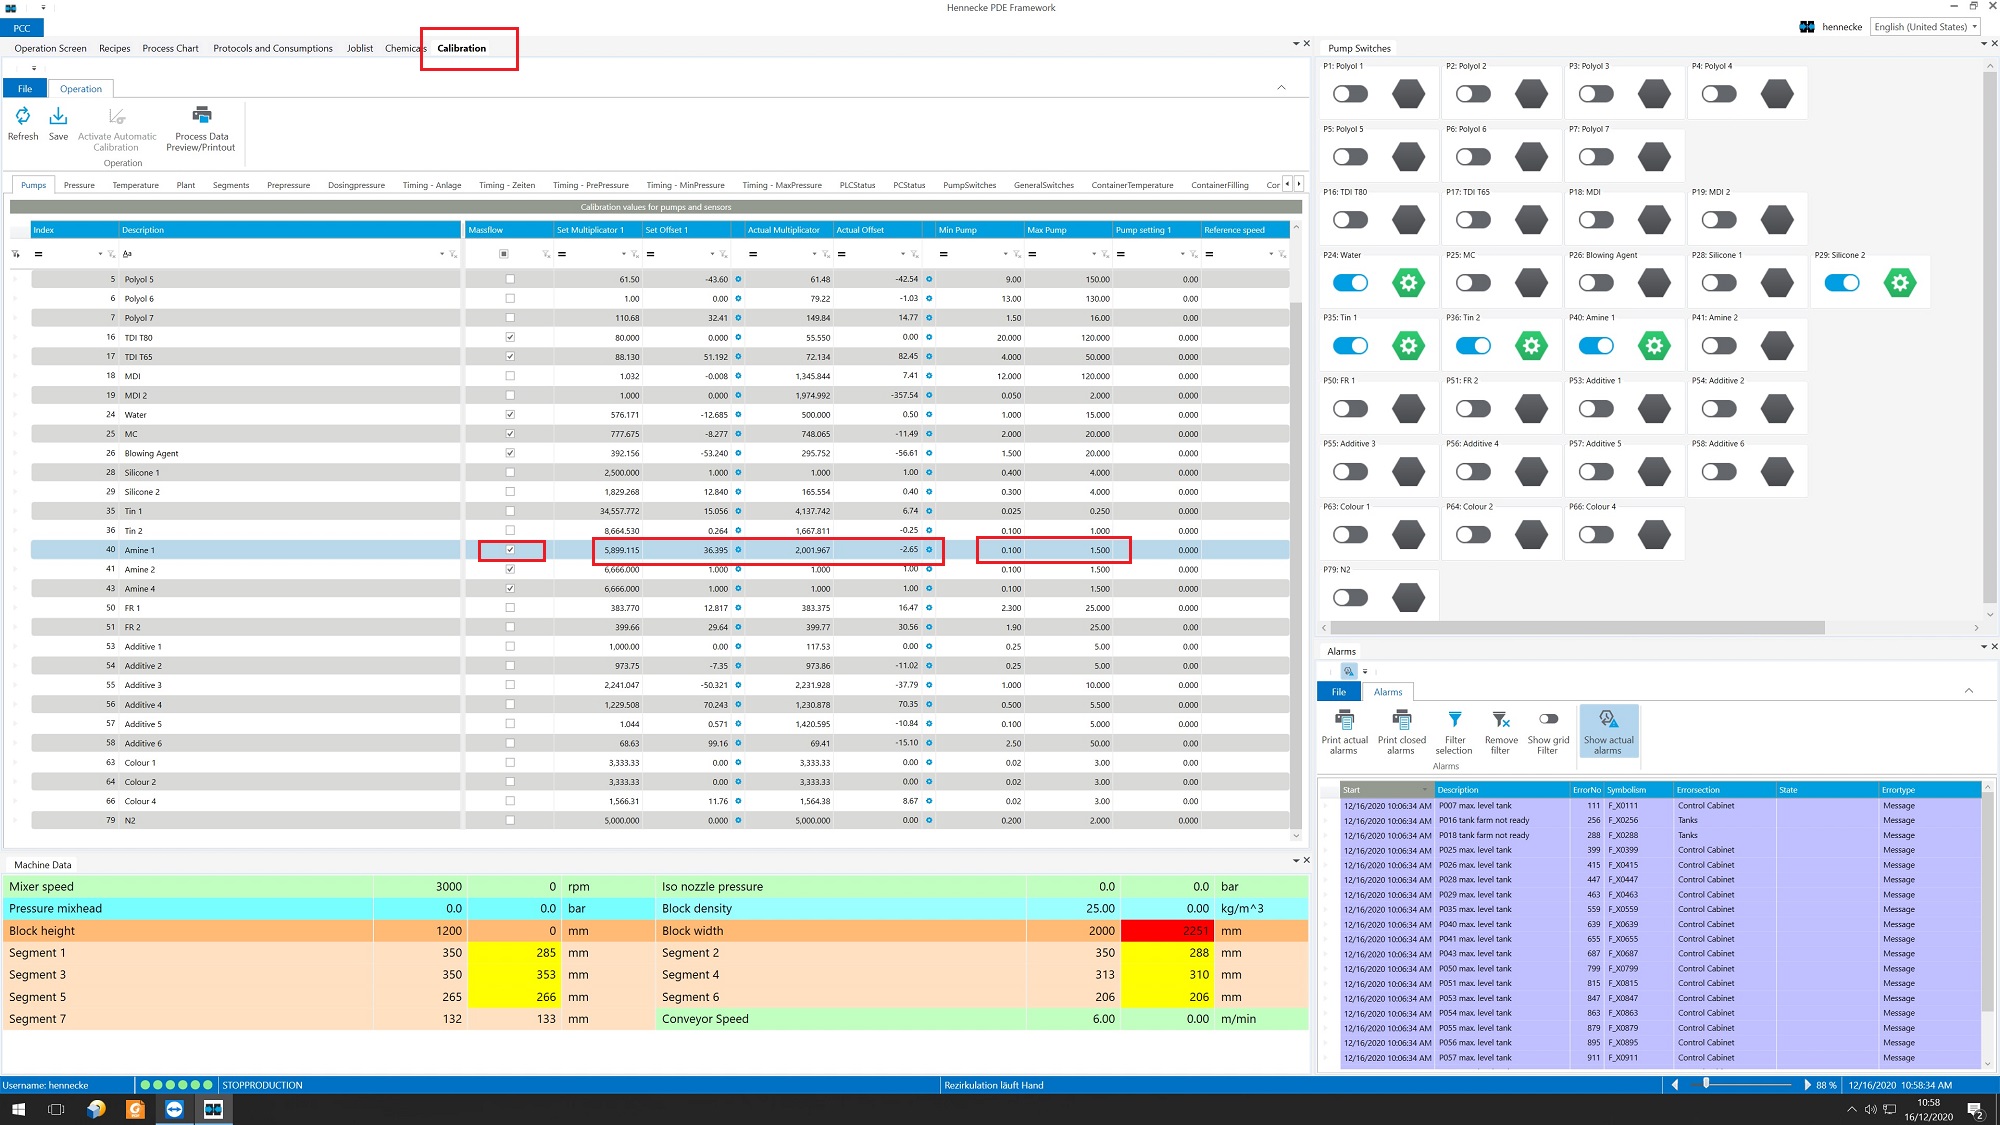 Hennecke PDE Framework
PCC
hennecke English (United States)
Operation Screen Recipes Process Chart Protocols and Consumptions Joblist Chemicals Calibration
File Operation
Refresh Save Activate Automatic Calibration Process Data Preview/Printout
Operation
Pumps Pressure Temperature Plant Segments Prepressure Dosingpressure Timing - Anlage Timing - Zeiten Timing - PrePressure Timing - MinPressure Timing - MaxPressure PLCStatus PCStatus PumpSwitches GeneralSwitches ContainerTemperature ContainerFilling Cor
Calibration values for pumps and sensors
Index Description Massflow Set Multiplicator 1 Set Offset 1 Actual Multiplicator Actual Offset Min Pump Max Pump Pump setting 1 Reference speed
= Aa = = = = = = = =
5 Polyol 5 61.50 -43.60 61.48 -42.54 9.00 150.00 0.00
6 Polyol 6 1.00 0.00 79.22 -1.03 13.00 130.00 0.00
7 Polyol 7 110.68 32.41 149.84 14.77 1.50 16.00 0.00
16 TDI T80 80.000 0.000 55.550 0.00 20.000 120.000 0.000
17 TDI T65 88.130 51.192 72.134 82.45 4.000 50.000 0.000
18 MDI 1.032 -0.008 1,345.844 7.41 12.000 120.000 0.000
19 MDI 2 1.000 0.000 1,974.992 -357.54 0.050 2.000 0.000
24 Water 576.171 -12.685 500.000 0.50 1.000 15.000 0.000
25 MC 777.675 -8.277 748.065 -11.49 2.000 20.000 0.000
26 Blowing Agent 392.156 -53.240 295.752 -56.61 1.500 20.000 0.000
28 Silicone 1 2,500.000 1.000 1.000 1.00 0.400 4.000 0.000
29 Silicone 2 1,829.268 12.840 165.554 0.40 0.300 4.000 0.000
35 Tin 1 34,557.772 15.056 4,137.742 6.74 0.025 0.250 0.000
36 Tin 2 8,664.530 0.264 1,667.811 -0.25 0.100 1.000 0.000
40 Amine 1 5,899.115 36.395 2,001.967 -2.65 0.100 1.500 0.000
41 Amine 2 6,666.000 1.000 1.000 1.00 0.100 1.500 0.000
43 Amine 4 6,666.000 1.000 1.000 1.00 0.100 1.500 0.000
50 FR 1 383.770 12.817 383.375 16.47 2.300 25.000 0.000
51 FR 2 399.66 29.64 399.77 30.56 1.90 25.00 0.00
53 Additive 1 1,000.00 0.00 117.53 0.00 0.25 5.00 0.00
54 Additive 2 973.75 -7.35 973.86 -11.02 0.25 5.00 0.00
55 Additive 3 2,241.047 -50.321 2,231.928 -37.79 1.000 10.000 0.000
56 Additive 4 1,229.508 70.243 1,230.878 70.35 0.500 5.500 0.000
57 Additive 5 1.044 0.571 1,420.595 -10.84 0.100 5.000 0.000
58 Additive 6 68.63 99.16 69.41 -15.10 2.50 50.00 0.00
63 Colour 1 3,333.33 0.00 3,333.33 0.00 0.02 3.00 0.00
64 Colour 2 3,333.33 0.00 3,333.33 0.00 0.02 3.00 0.00
66 Colour 4 1,566.31 11.76 1,564.38 8.67 0.02 3.00 0.00
79 N2 5,000.000 0.000 5,000.000 0.00 0.200 2.000 0.000
Machine Data
Mixer speed 3000 0 rpm Iso nozzle pressure 0.0 0.0 bar
Pressure mixhead 0.0 0.0 bar Block density 25.00 0.00 kg/m^3
Block height 1200 0 mm Block width 2000 2251 mm
Segment 1 350 285 mm Segment 2 350 288 mm
Segment 3 350 353 mm Segment 4 313 310 mm
Segment 5 265 266 mm Segment 6 206 206 mm
Segment 7 132 133 mm Conveyor Speed 6.00 0.00 m/min
Pump Switches
P1: Polyol 1 P2: Polyol 2 P3: Polyol 3 P4: Polyol 4
P5: Polyol 5 P6: Polyol 6 P7: Polyol 7
P16: TDI T80 P17: TDI T65 P18: MDI P19: MDI 2
P24: Water P25: MC P26: Blowing Agent P28: Silicone 1 P29: Silicone 2
P35: Tin 1 P36: Tin 2 P40: Amine 1 P41: Amine 2
P50: FR 1 P51: FR 2 P53: Additive 1 P54: Additive 2
P55: Additive 3 P56: Additive 4 P57: Additive 5 P58: Additive 6
P63: Colour 1 P64: Colour 2 P66: Colour 4
P79: N2
Alarms
File Alarms
Print actual alarms Print closed alarms Filter selection Remove filter Show grid Filter Show actual alarms
Alarms
Start Description ErrorNo Symbolism Errorsection State Errortype
12/16/2020 10:06:34 AM P007 max. level tank 111 F_X0111 Control Cabinet Message
12/16/2020 10:06:34 AM P016 tank farm not ready 256 F_X0256 Tanks Message
12/16/2020 10:06:34 AM P018 tank farm not ready 288 F_X0288 Tanks Message
12/16/2020 10:06:34 AM P025 max. level tank 399 F_X0399 Control Cabinet Message
12/16/2020 10:06:34 AM P026 max. level tank 415 F_X0415 Control Cabinet Message
12/16/2020 10:06:34 AM P028 max. level tank 447 F_X0447 Control Cabinet Message
12/16/2020 10:06:34 AM P029 max. level tank 463 F_X0463 Control Cabinet Message
12/16/2020 10:06:34 AM P035 max. level tank 559 F_X0559 Control Cabinet Message
12/16/2020 10:06:34 AM P040 max. level tank 639 F_X0639 Control Cabinet Message
12/16/2020 10:06:34 AM P041 max. level tank 655 F_X0655 Control Cabinet Message
12/16/2020 10:06:34 AM P043 max. level tank 687 F_X0687 Control Cabinet Message
12/16/2020 10:06:34 AM P050 max. level tank 799 F_X0799 Control Cabinet Message
12/16/2020 10:06:34 AM P051 max. level tank 815 F_X0815 Control Cabinet Message
12/16/2020 10:06:34 AM P053 max. level tank 847 F_X0847 Control Cabinet Message
12/16/2020 10:06:34 AM P054 max. level tank 863 F_X0863 Control Cabinet Message
12/16/2020 10:06:34 AM P055 max. level tank 879 F_X0879 Control Cabinet Message
12/16/2020 10:06:34 AM P056 max. level tank 895 F_X0895 Control Cabinet Message
12/16/2020 10:06:34 AM P057 max. level tank 911 F_X0911 Control Cabinet Message
Username: hennecke STOPPRODUCTION Rezirkulation läuft Hand 88 % 12/16/2020 10:58:34 AM
10:58
16/12/2020
2